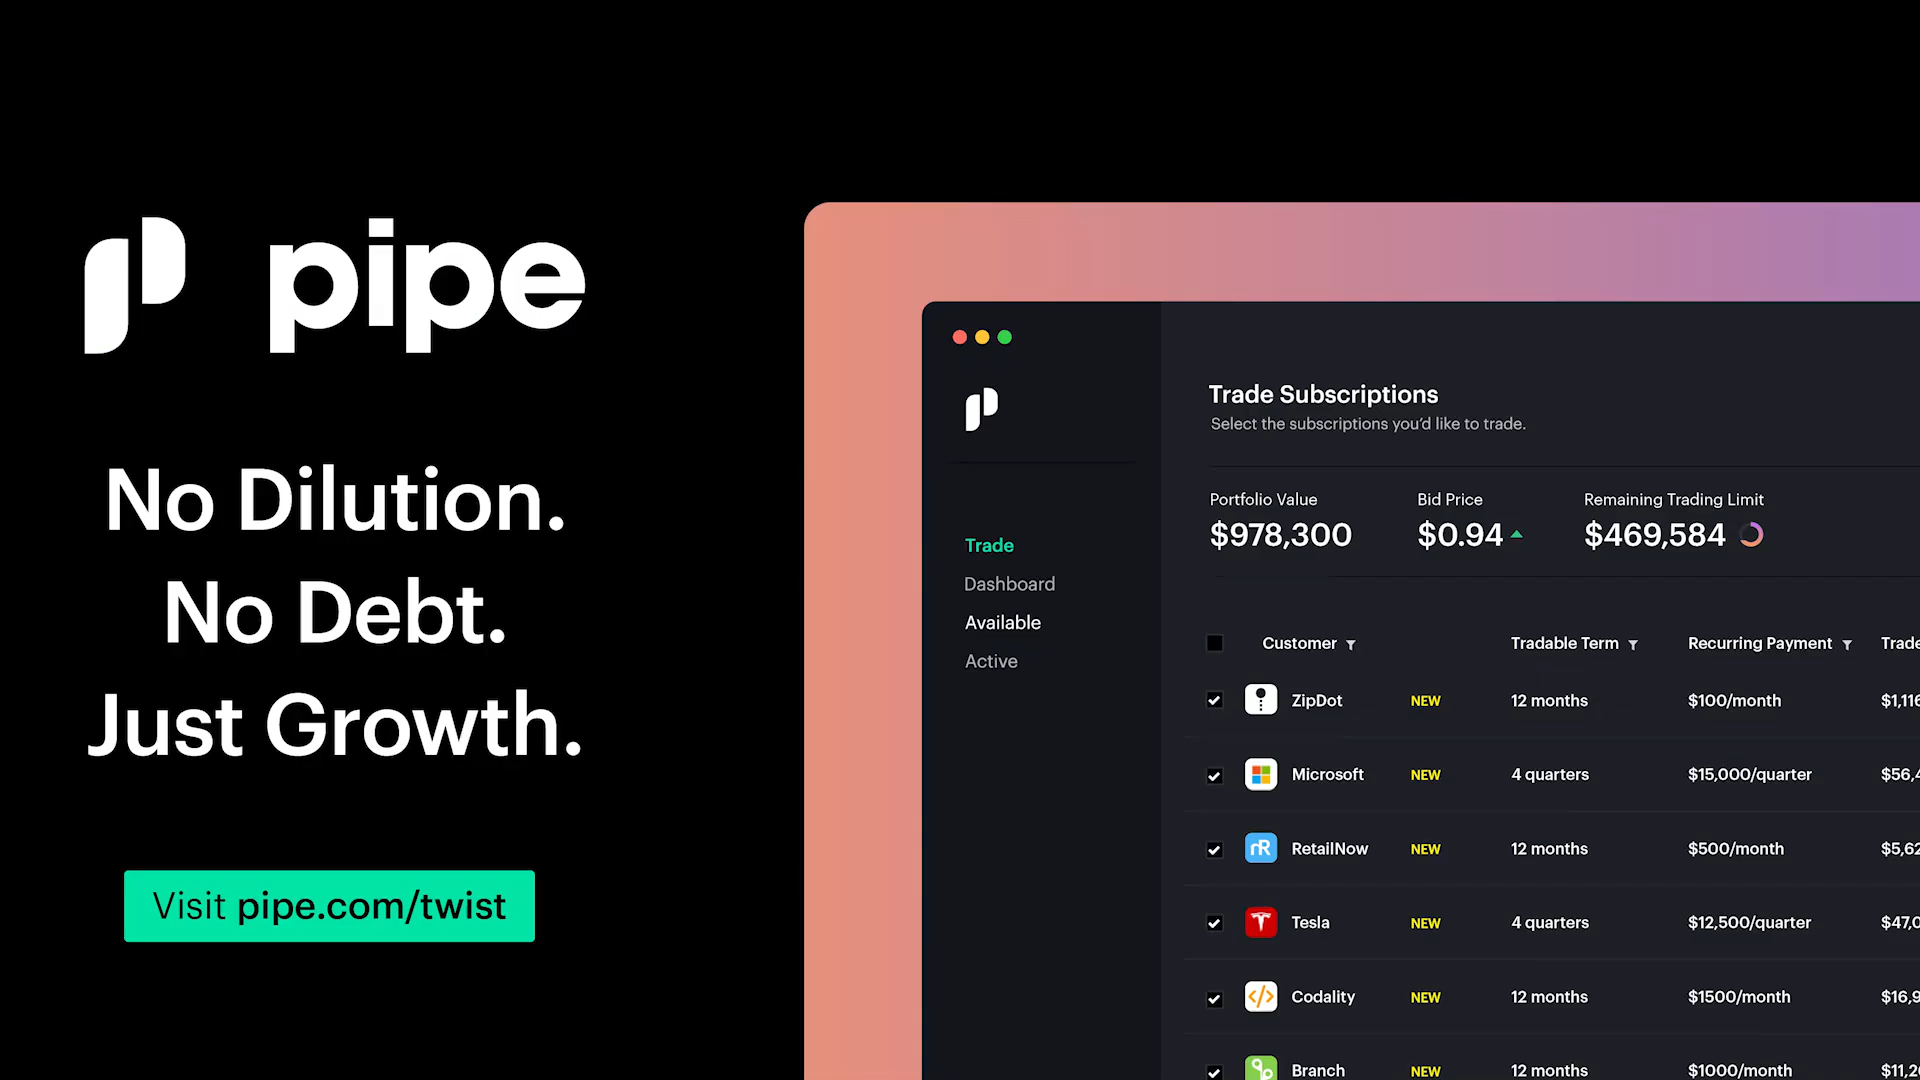 pipe
No Dilution.
No Debt.
Just Growth.
Visit pipe.com/twist
Trade
Dashboard
Available
Active
Trade Subscriptions
Select the subscriptions you’d like to trade.
Portfolio Value Bid Price Remaining Trading Limit
$978,300 $0.94 $469,584
Customer Tradable Term Recurring Payment
ZipDot NEW 12 months $100/month
Microsoft NEW 4 quarters $15,000/quarter
RetailNow NEW 12 months $500/month
Tesla NEW 4 quarters $12,500/quarter
Codality NEW 12 months $1500/month
Branch NEW 12 months $1000/month